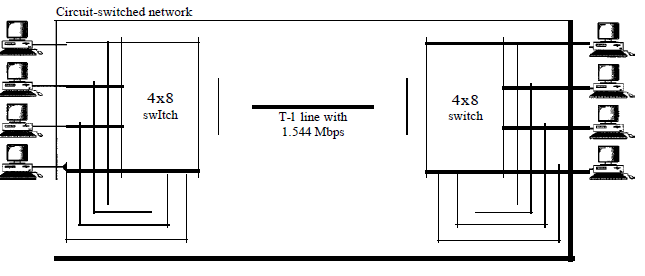 Circuit-switched network
4x8
swItch
T-1 line with
1.544 Mbps
4x8
switch